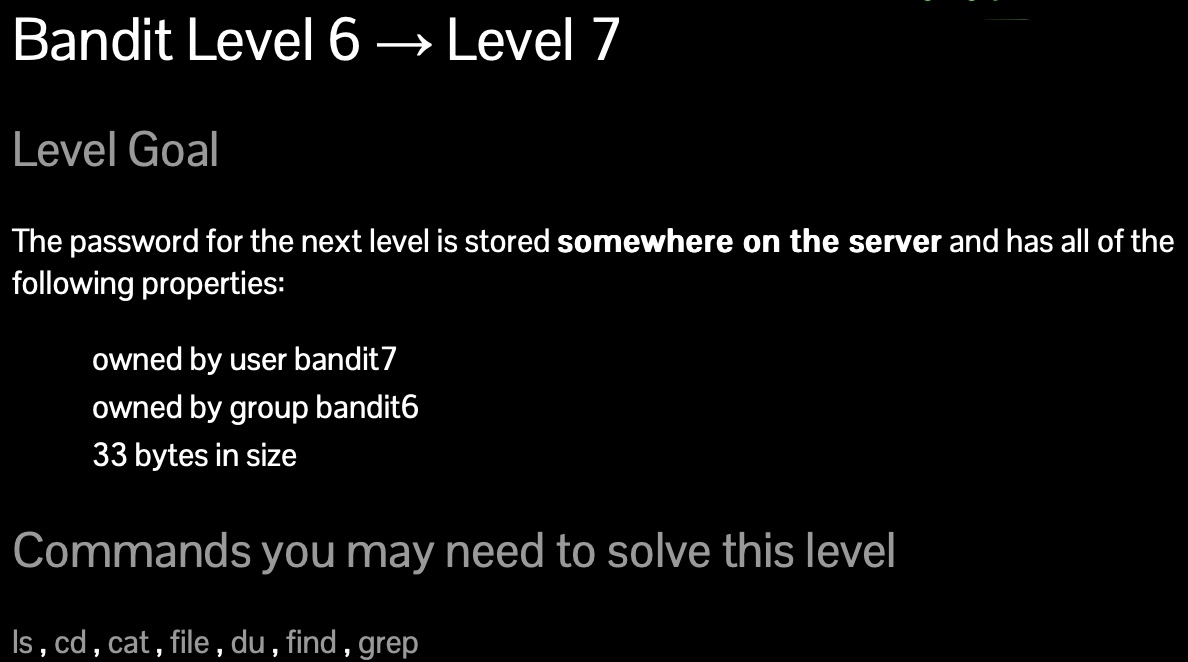 Bandit Level 6 → Level 7
Level Goal
The password for the next level is stored somewhere on the server and has all of the
following properties:
owned by user bandit7
owned by group bandit6
33 bytes in size
Commands you may need to solve this level
ls , cd , cat , file , du , find , grep